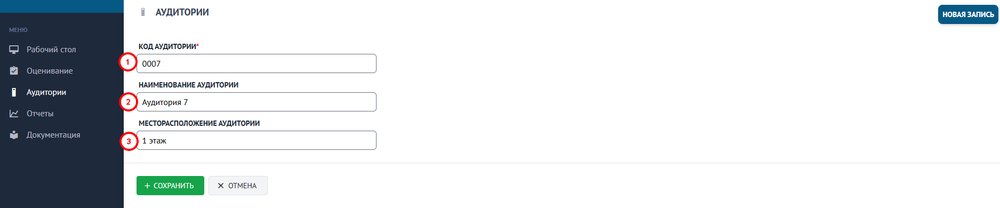 МЕНЮ
Рабочий стол
Оценивание
Аудитории
Отчеты
Документация
АУДИТОРИИ
НОВАЯ ЗАПИСЬ
КОД АУДИТОРИИ*
1
0007
НАИМЕНОВАНИЕ АУДИТОРИИ
2
Аудитория 7
МЕСТОРАСПОЛОЖЕНИЕ АУДИТОРИИ
3
1 этаж
+ СОХРАНИТЬ
× ОТМЕНА